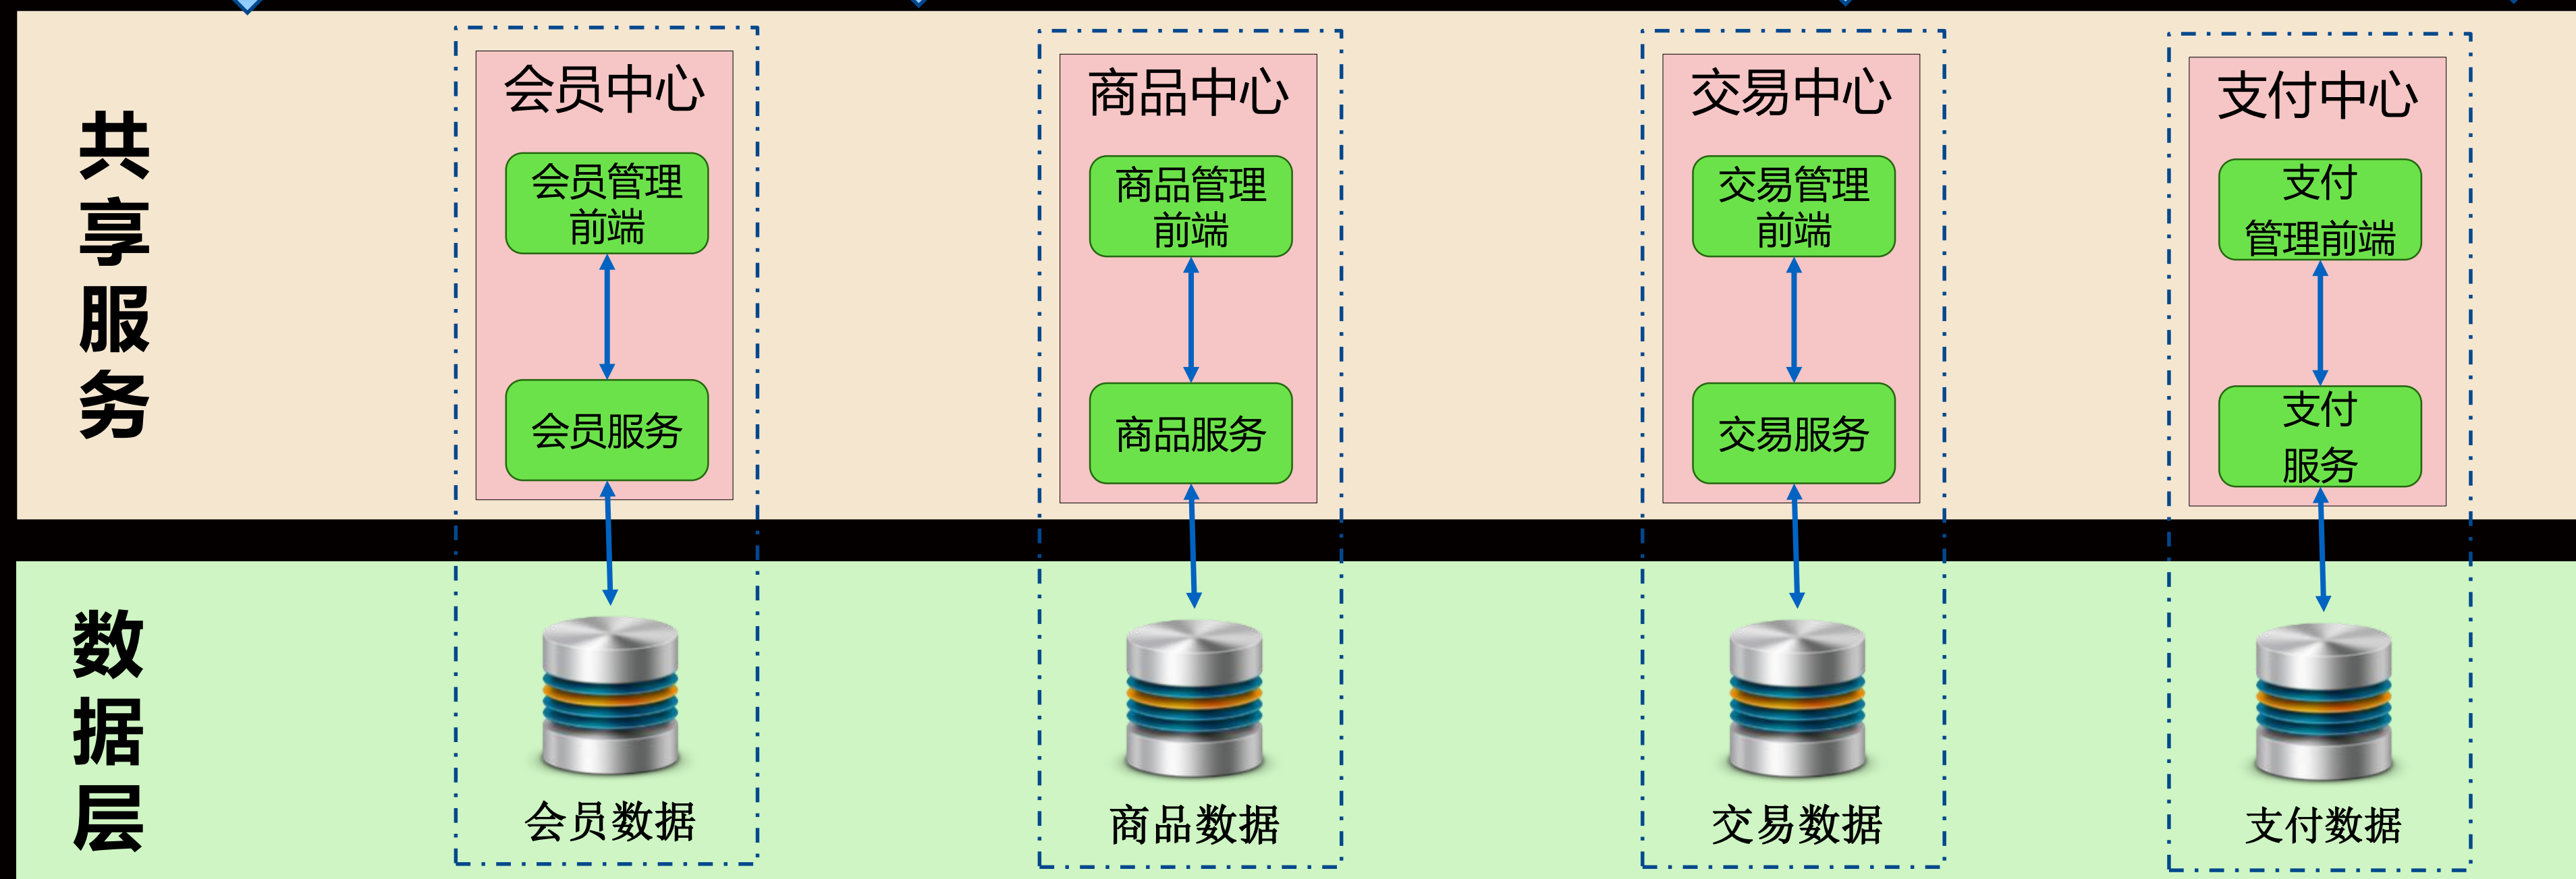 共享服务
会员中心
会员管理
前端
会员服务
商品中心
商品管理
前端
商品服务
交易中心
交易管理
前端
交易服务
支付中心
支付
管理前端
支付
服务
数据层
会员数据
商品数据
交易数据
支付数据